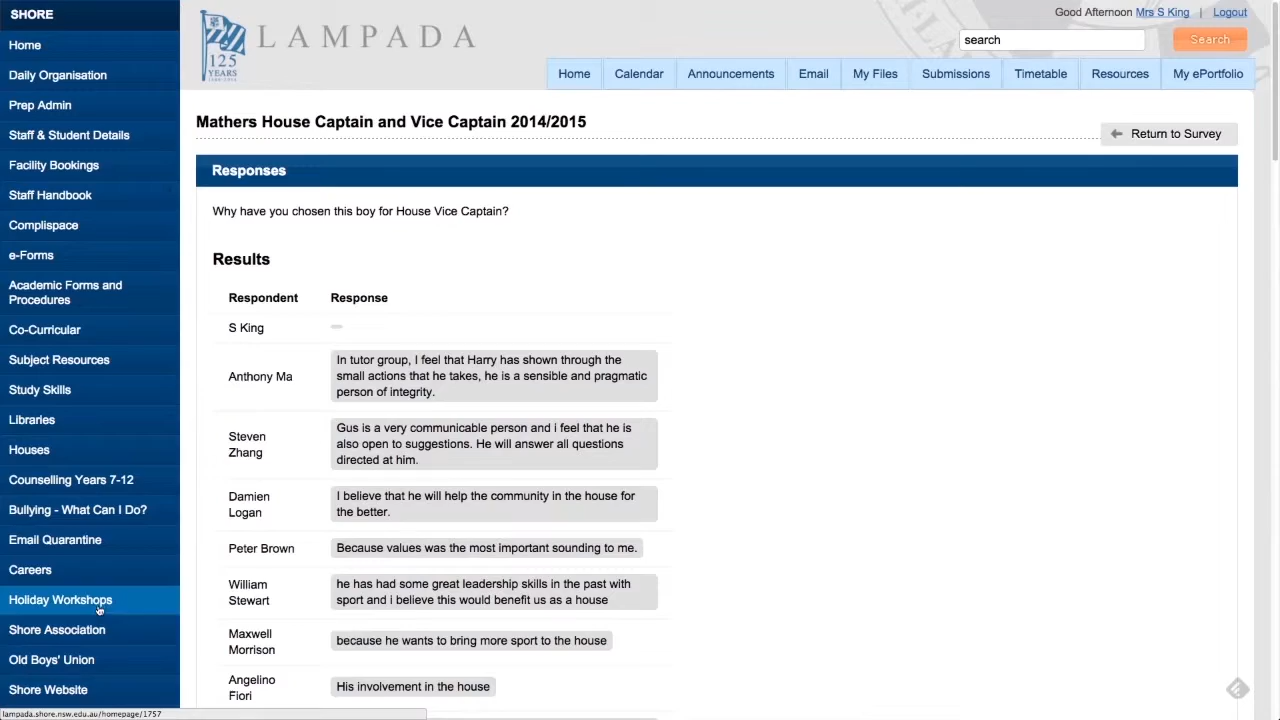 SHORE
Home
Daily Organisation
Prep Admin
Staff & Student Details
Facility Bookings
Staff Handbook
Complispace
e-Forms
Academic Forms and
Procedures
Co-Curricular
Subject Resources
Study Skills
Libraries
Houses
Counselling Years 7-12
Bullying - What Can I Do?
Email Quarantine
Careers
Holiday Workshops
Shore Association
Old Boys' Union
Shore Website
lampada.shore.nsw.edu.au/homepage/1757
125
YEARS
LAMPADA
Good Afternoon Mrs S King | Logout
search
Search
Home
Calendar
Announcements
Email
My Files
Submissions
Timetable
Resources
My ePortfolio
Mathers House Captain and Vice Captain 2014/2015
Return to Survey
Responses
Why have you chosen this boy for House Vice Captain?
Results
Respondent Response
S King
Anthony Ma
In tutor group, I feel that Harry has shown through the
small actions that he takes, he is a sensible and pragmatic
person of integrity.
Steven
Zhang
Gus is a very communicable person and i feel that he is
also open to suggestions. He will answer all questions
directed at him.
Damien
Logan
I believe that he will help the community in the house for
the better.
Peter Brown
Because values was the most important sounding to me.
William
Stewart
he has had some great leadership skills in the past with
sport and i believe this would benefit us as a house
Maxwell
Morrison
because he wants to bring more sport to the house
Angelino
Fiori
His involvement in the house